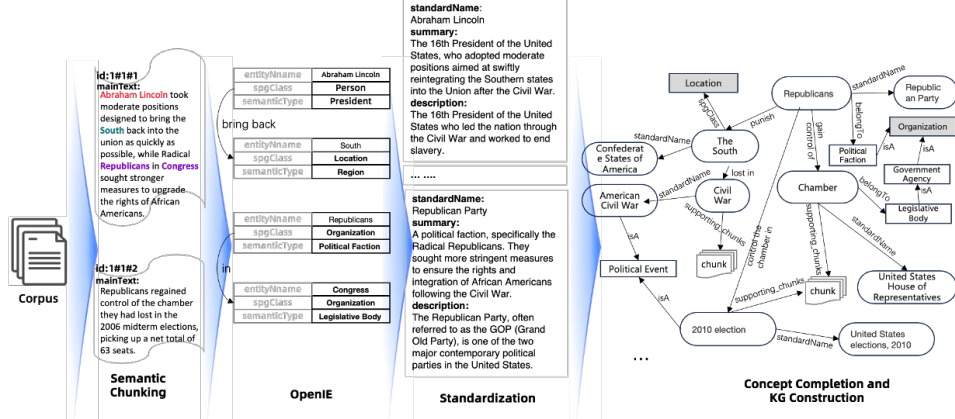 Corpus
id:1#1#1
mainText:
Abraham Lincoln took
moderate positions
designed to bring the
South back into the
union as quickly as
possible, while Radical
Republicans in Congress
sought stronger
measures to upgrade
the rights of African
Americans.
id:1#1#2
mainText:
Republicans regained
control of the chamber
they had lost in the
2006 midterm elections,
picking up a net total of
63 seats.
Semantic
Chunking
entityNname Abraham Lincoln
spgClass Person
semanticType President
bring back
entityNname South
spgClass Location
semanticType Region
entityNname Republicans
spgClass Organization
semanticType Political Faction
in
entityNname Congress
spgClass Organization
semanticType Legislative Body
OpenIE
standardName:
Abraham Lincoln
summary:
The 16th President of the United
States, who adopted moderate
positions aimed at swiftly
reintegrating the Southern states
into the Union after the Civil War.
description:
The 16th President of the United
States who led the nation through
the Civil War and worked to end
slavery.
... ....
standardName:
Republican Party
summary:
A political faction, specifically the
Radical Republicans. They
sought more stringent measures to
ensure the rights and
integration of African Americans
following the Civil War.
description:
The Republican Party, often
referred to as the GOP (Grand
Old Party), is one of the two
major contemporary political
parties in the United States.
Standardization
Location
spgClass
Republicans
standardName
Republic
an Party
punish
belongTo
gain
control of
Organization
isA
Political
Faction
isA
Government
Agency
isA
Legislative
Body
standardName
The
South
Confederat
e States of
America
lost in
Chamber
belongTo
American
Civil War
standardName
Civil
War
supporting_chunks
control the
chamber in
supporting_chunks
standardName
isA
chunk
Political Event
isA
supporting_chunks
chunk
United States
House of
Representatives
2010 election
standardName
United States
elections, 2010
...
Concept Completion and
KG Construction